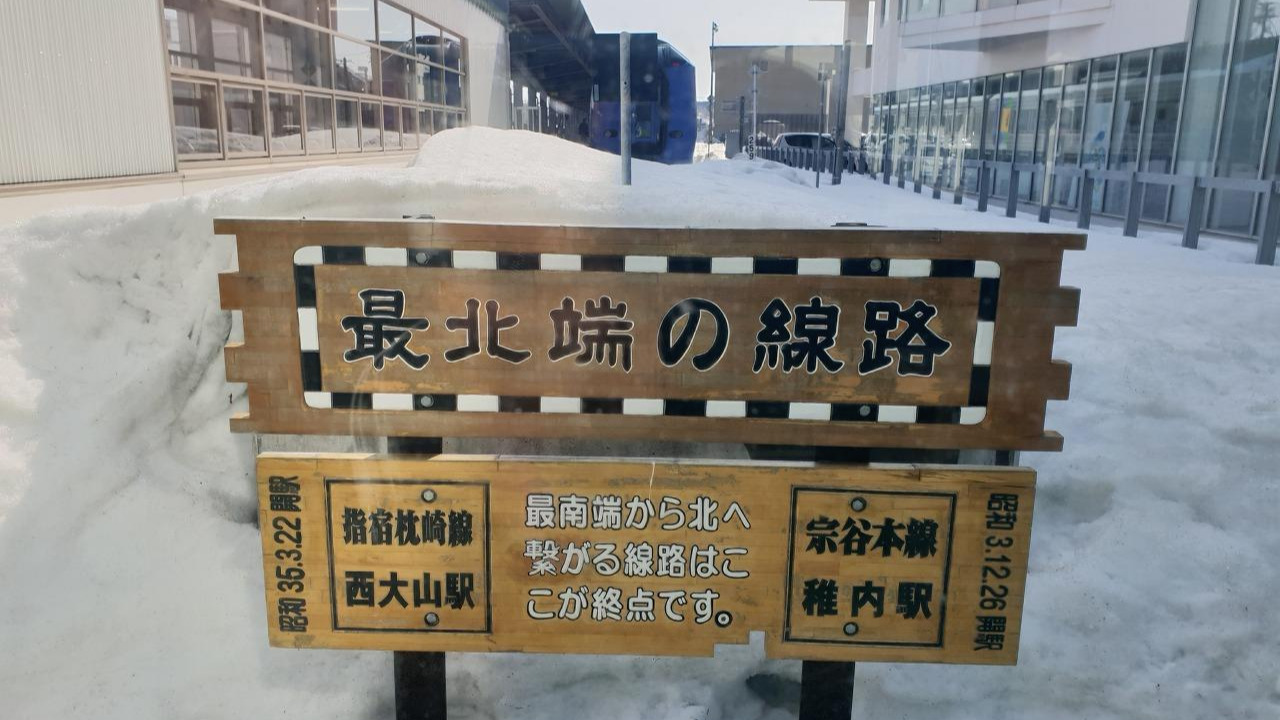 最北端の線路
昭和35.3.22開駅
指宿枕崎線
西大山駅
最南端から北へ
繋がる線路はこ
こが終点です。
宗谷本線
稚内駅
昭和3.12.26開駅